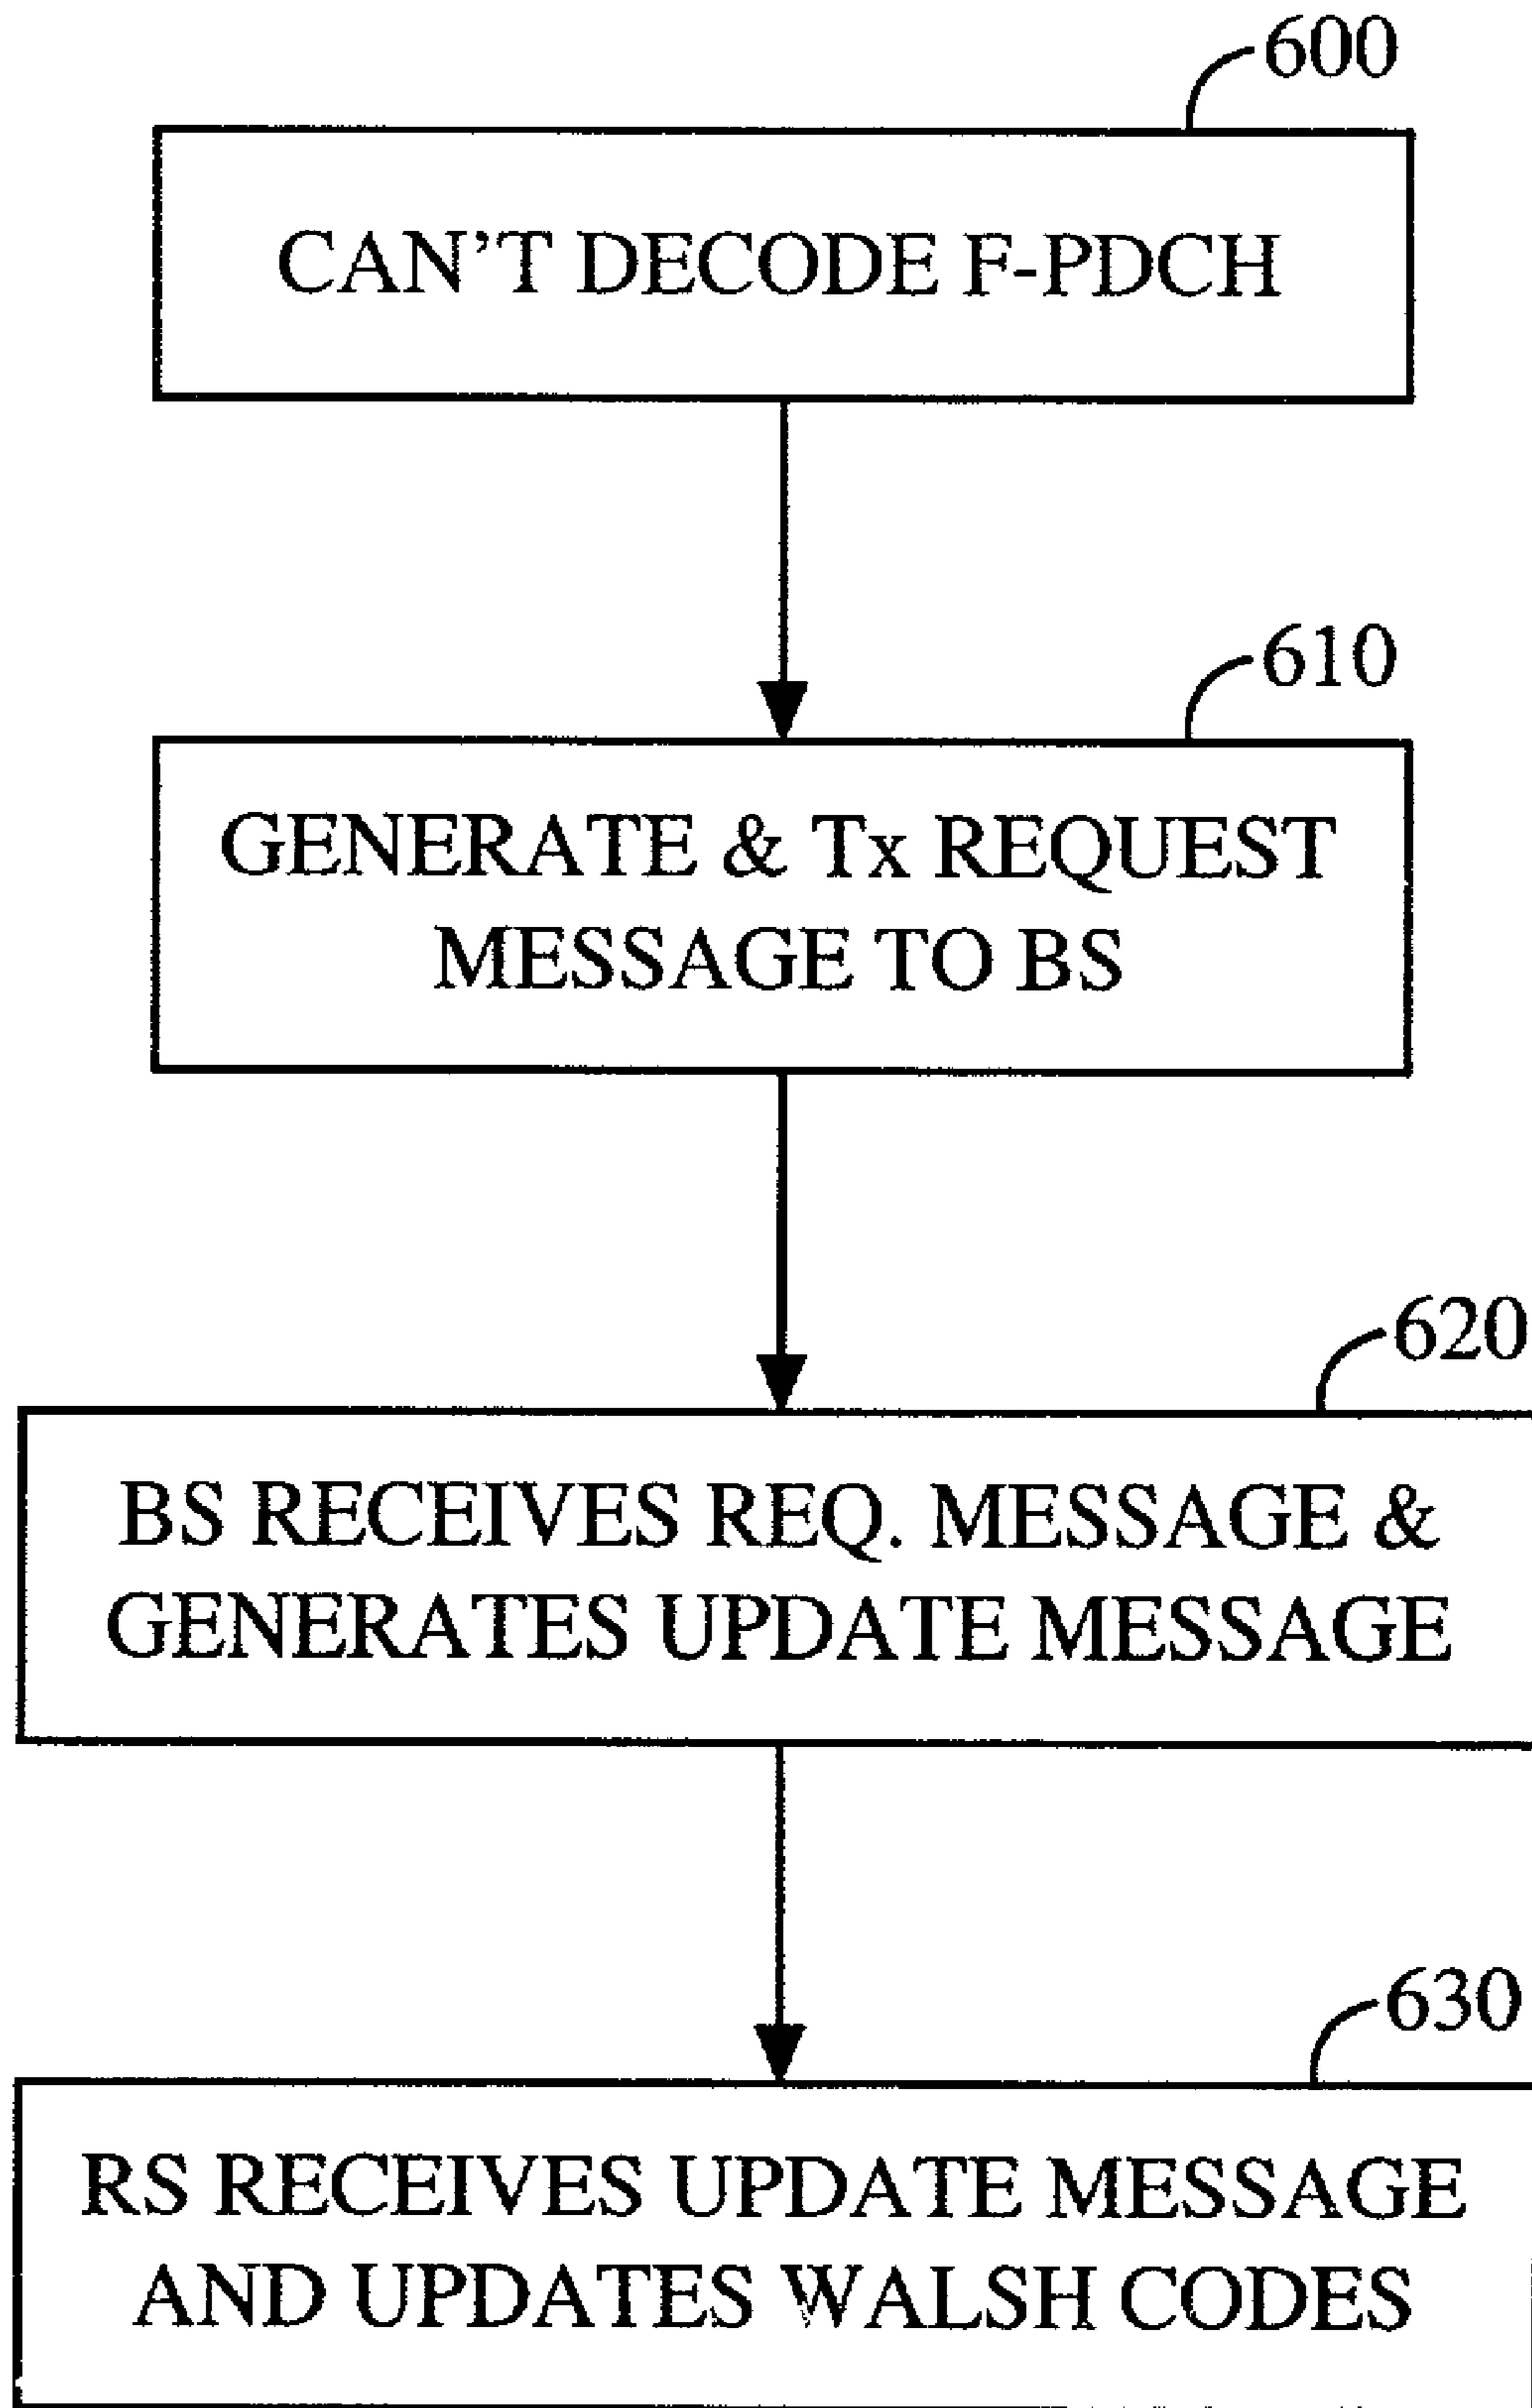 600
CAN'T DECODE F-PDCH
610
GENERATE & Tx REQUEST
MESSAGE TO BS
620
BS RECEIVES REQ. MESSAGE &
GENERATES UPDATE MESSAGE
630
RS RECEIVES UPDATE MESSAGE
AND UPDATES WALSH CODES